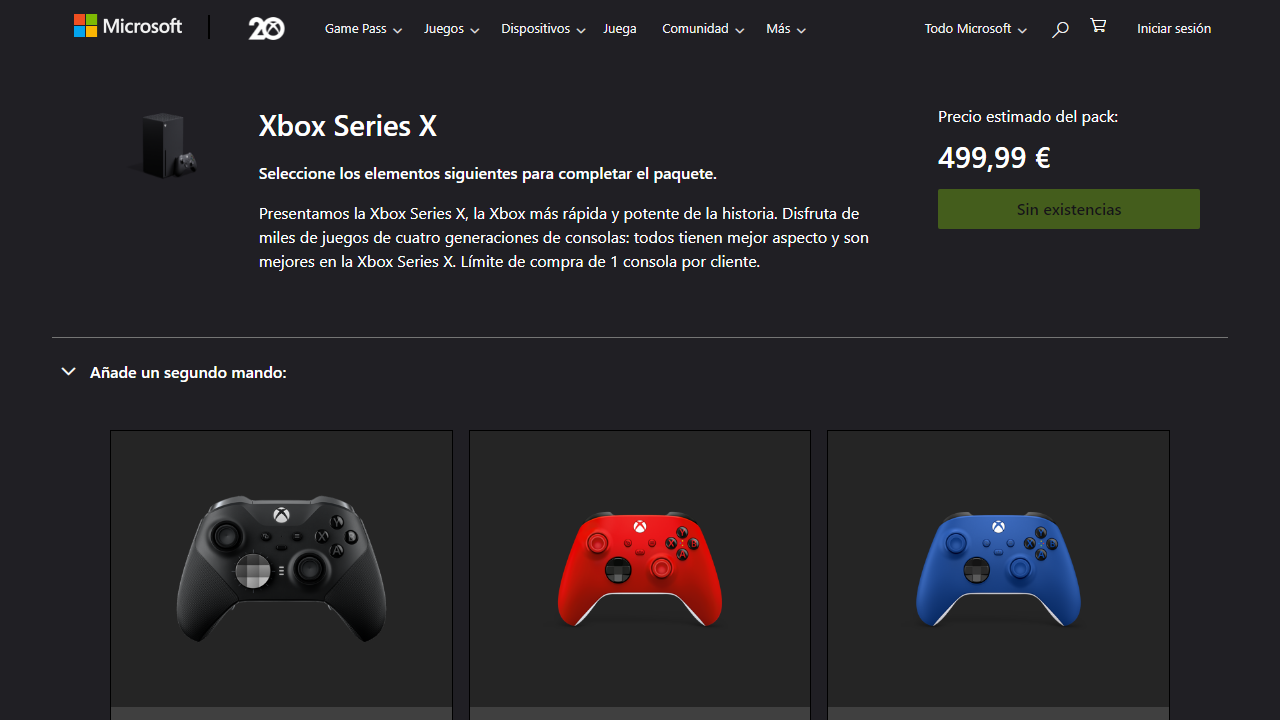 Microsoft
20
Game Pass
Juegos
Dispositivos
Juega
Comunidad
Más
Todo Microsoft
Iniciar sesión
Xbox Series X
Seleccione los elementos siguientes para completar el paquete.
Presentamos la Xbox Series X, la Xbox más rápida y potente de la historia. Disfruta de
miles de juegos de cuatro generaciones de consolas: todos tienen mejor aspecto y son
mejores en la Xbox Series X. Límite de compra de 1 consola por cliente.
Precio estimado del pack:
499,99 €
Sin existencias
Añade un segundo mando: